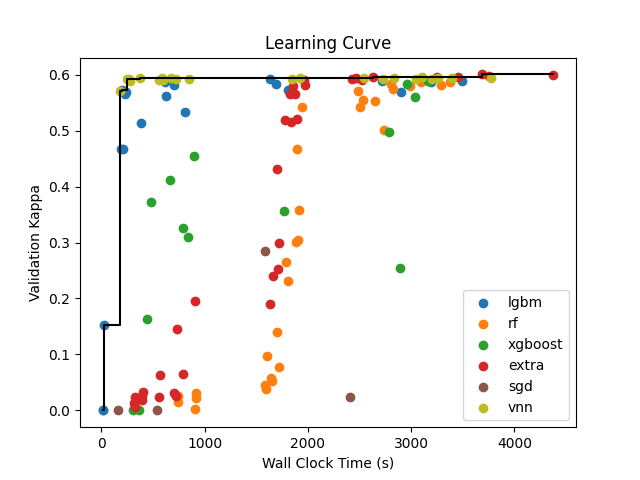 Learning Curve
Validation Kappa
0.6
0.5
0.4
0.3
0.2
0.1
0.0
lgbm
rf
xgboost
extra
sgd
vnn
0 1000 2000 3000 4000
Wall Clock Time (s)